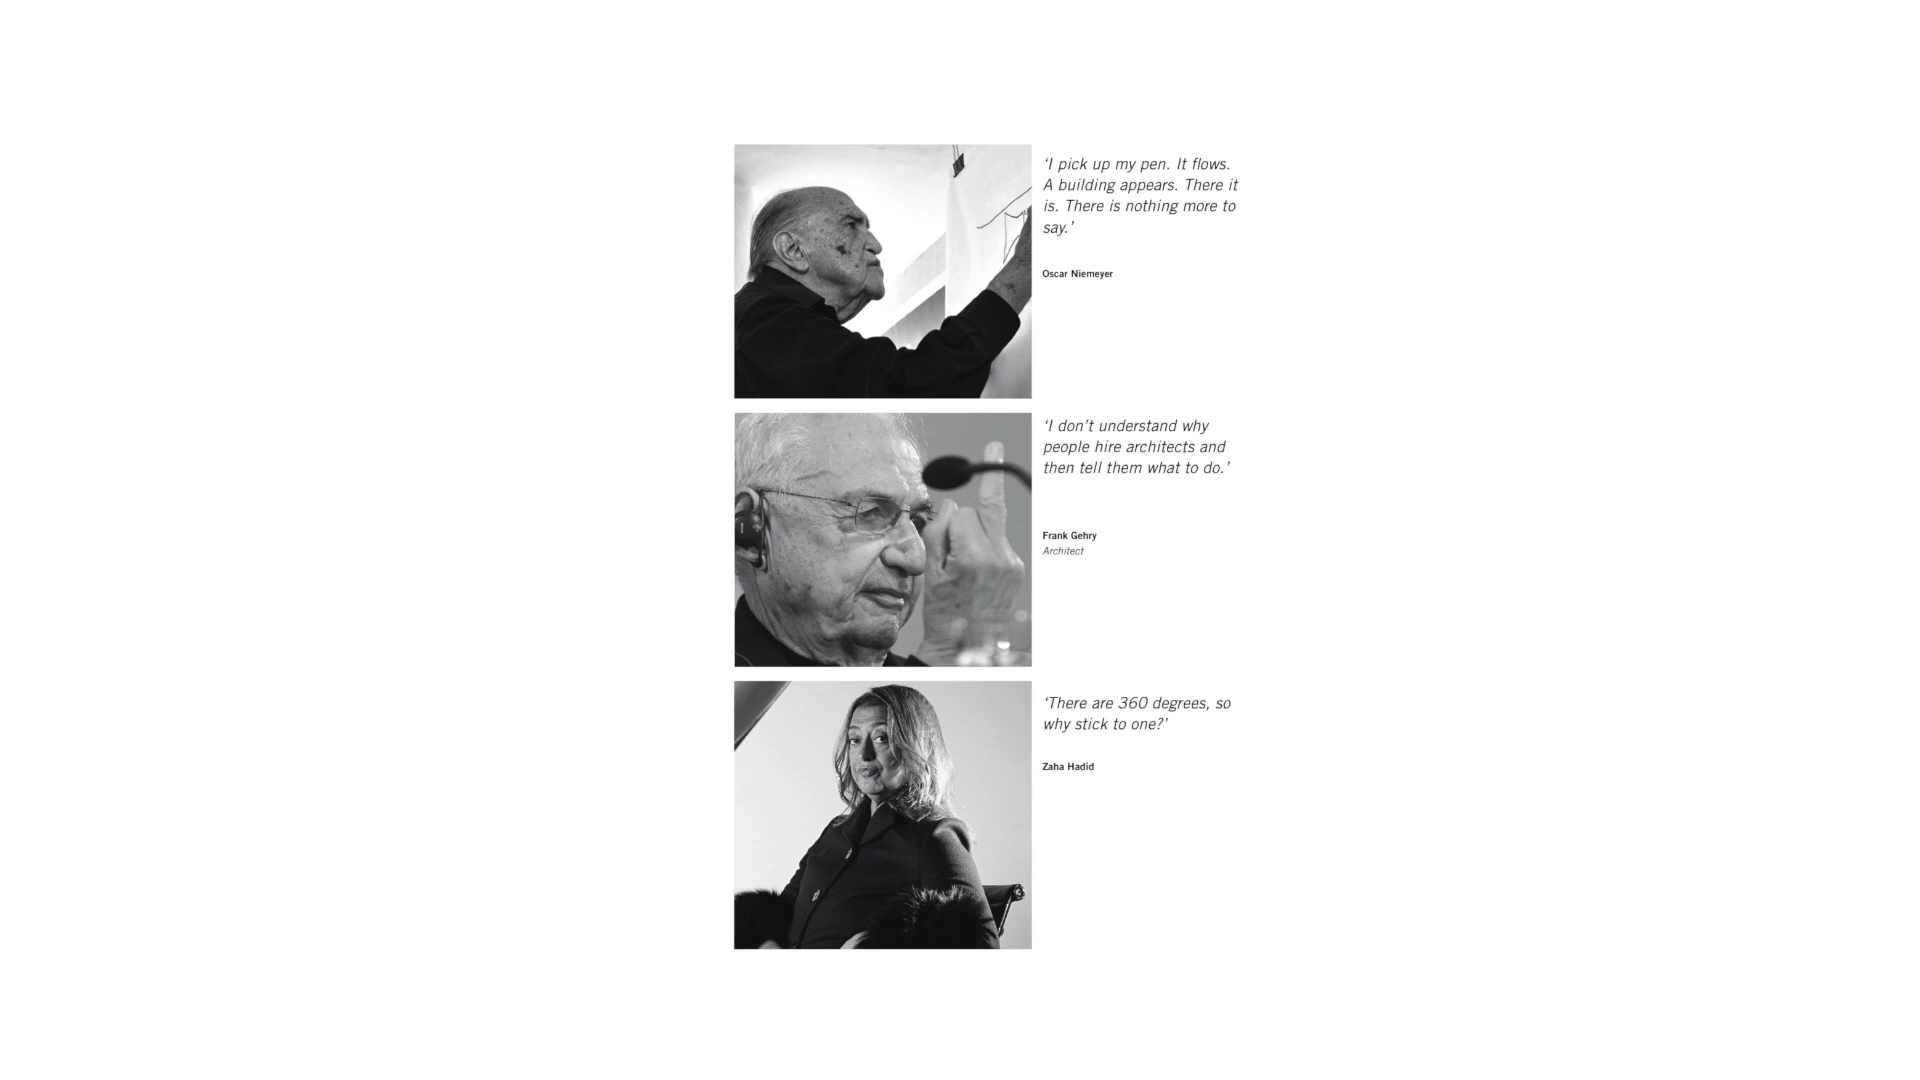 ‘I pick up my pen. It flows.
A building appears. There it
is. There is nothing more to
say.’
Oscar Niemeyer
‘I don’t understand why
people hire architects and
then tell them what to do.’
Frank Gehry
Architect
‘There are 360 degrees, so
why stick to one?’
Zaha Hadid